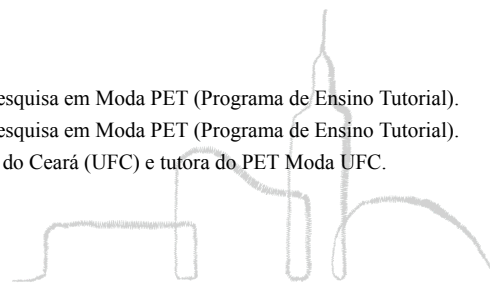 esquisa em Moda PET (Programa de Ensino Tutorial).
esquisa em Moda PET (Programa de Ensino Tutorial).
do Ceará (UFC) e tutora do PET Moda UFC.